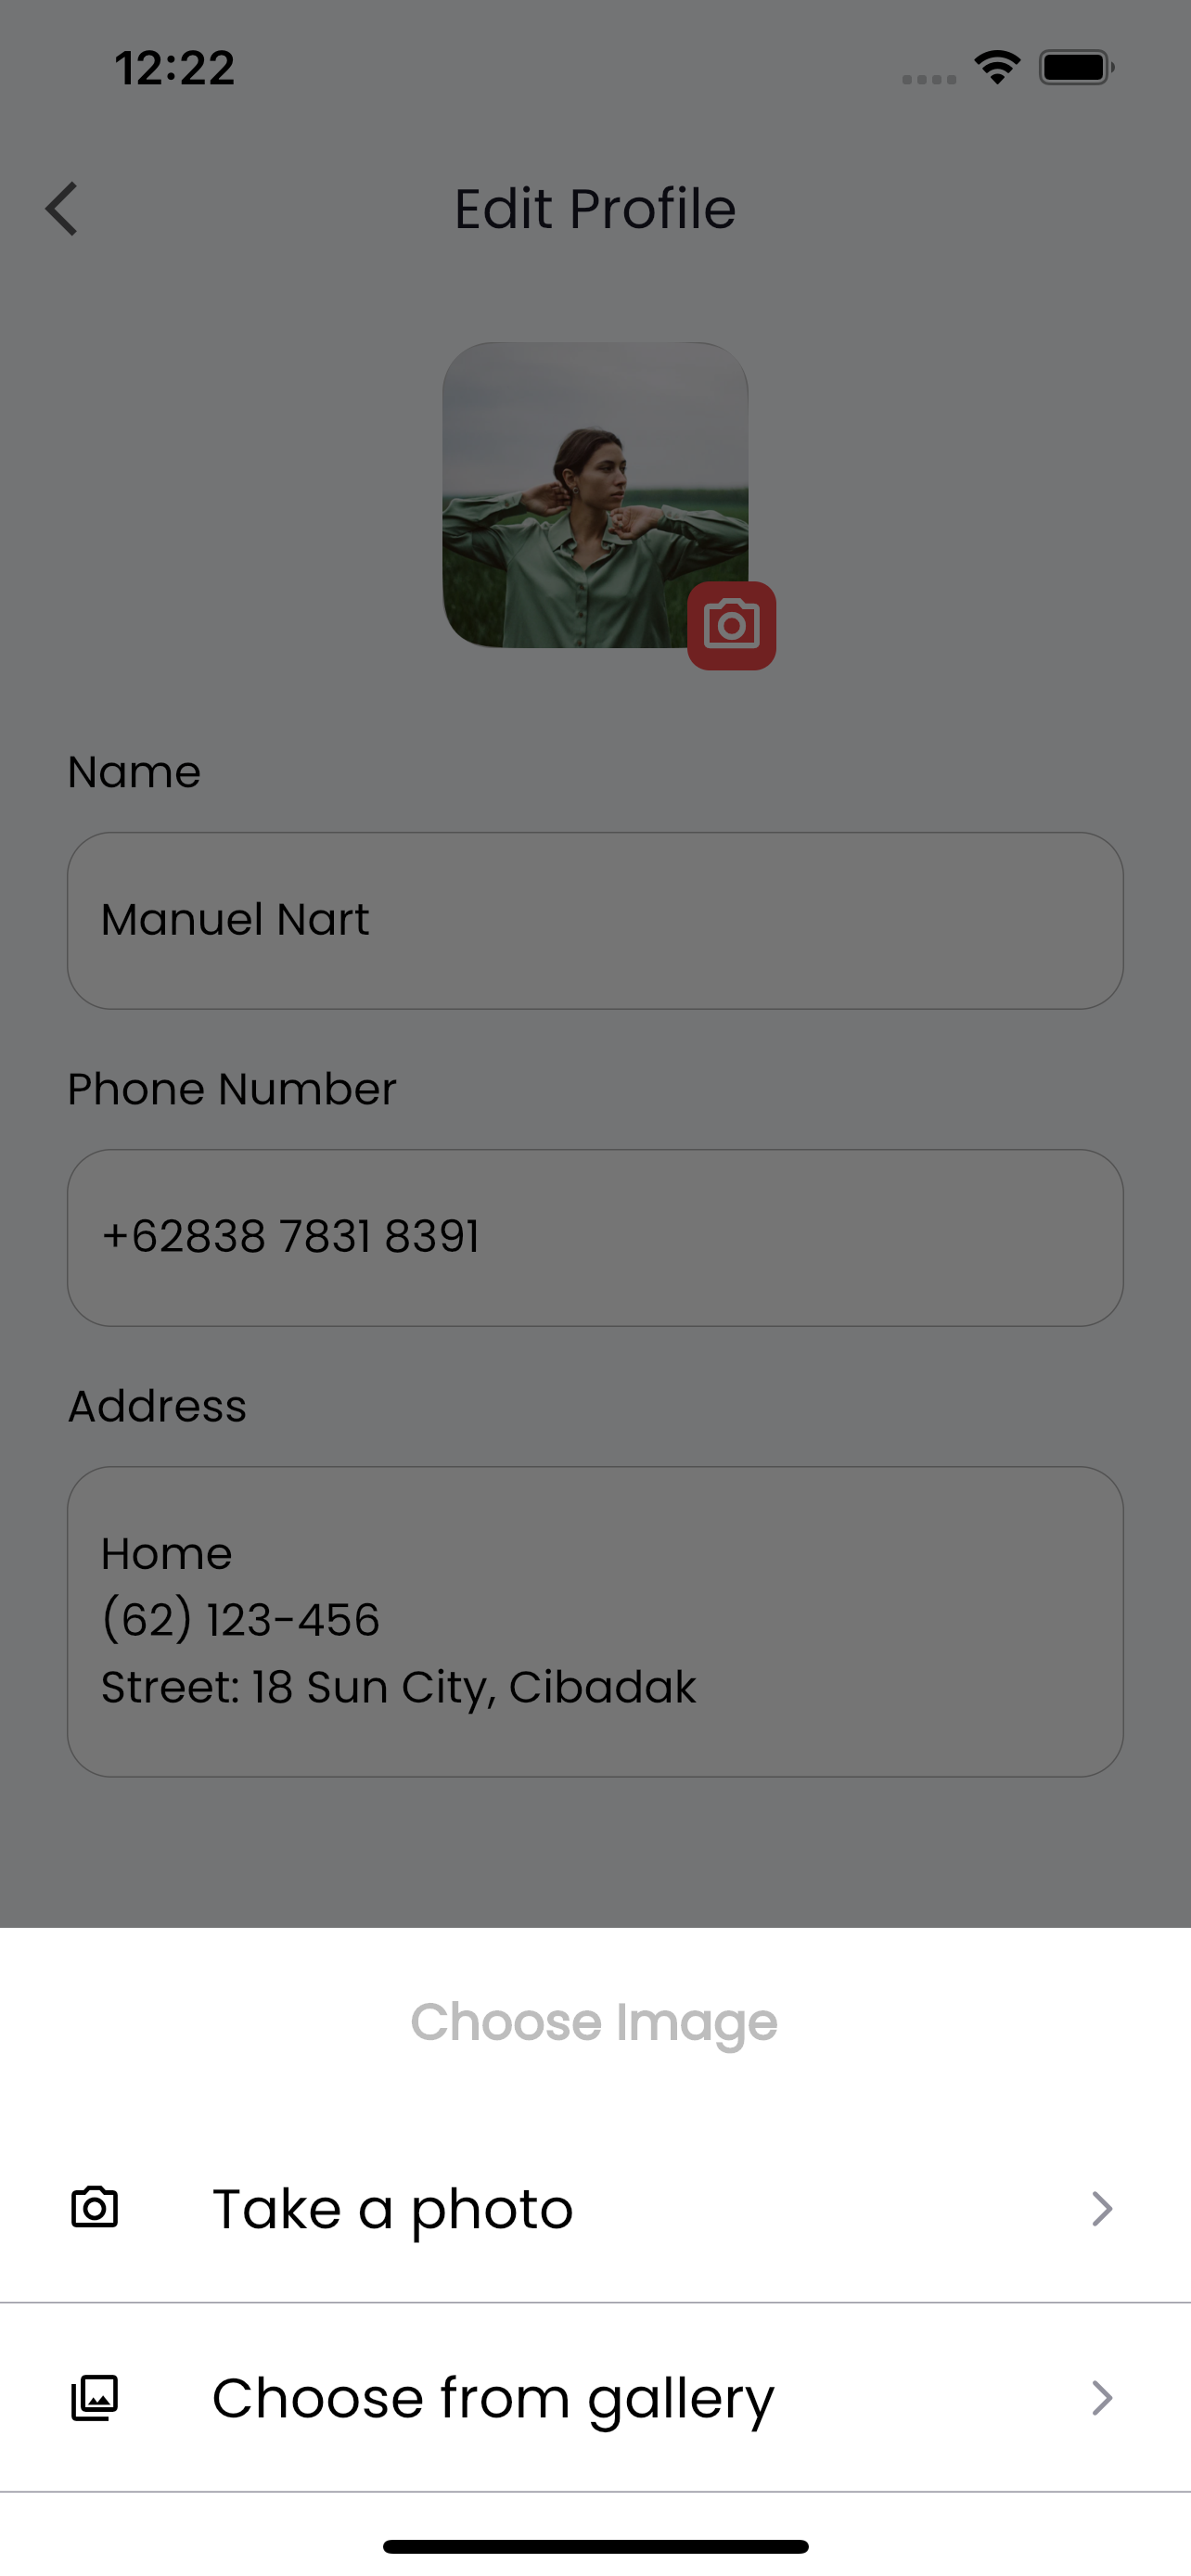 12:22
Edit Profile
Name
Manuel Nart
Phone Number
+62838 7831 8391
Address
Home
(62) 123-456
Street: 18 Sun City, Cibadak
Choose Image
Take a photo
Choose from gallery